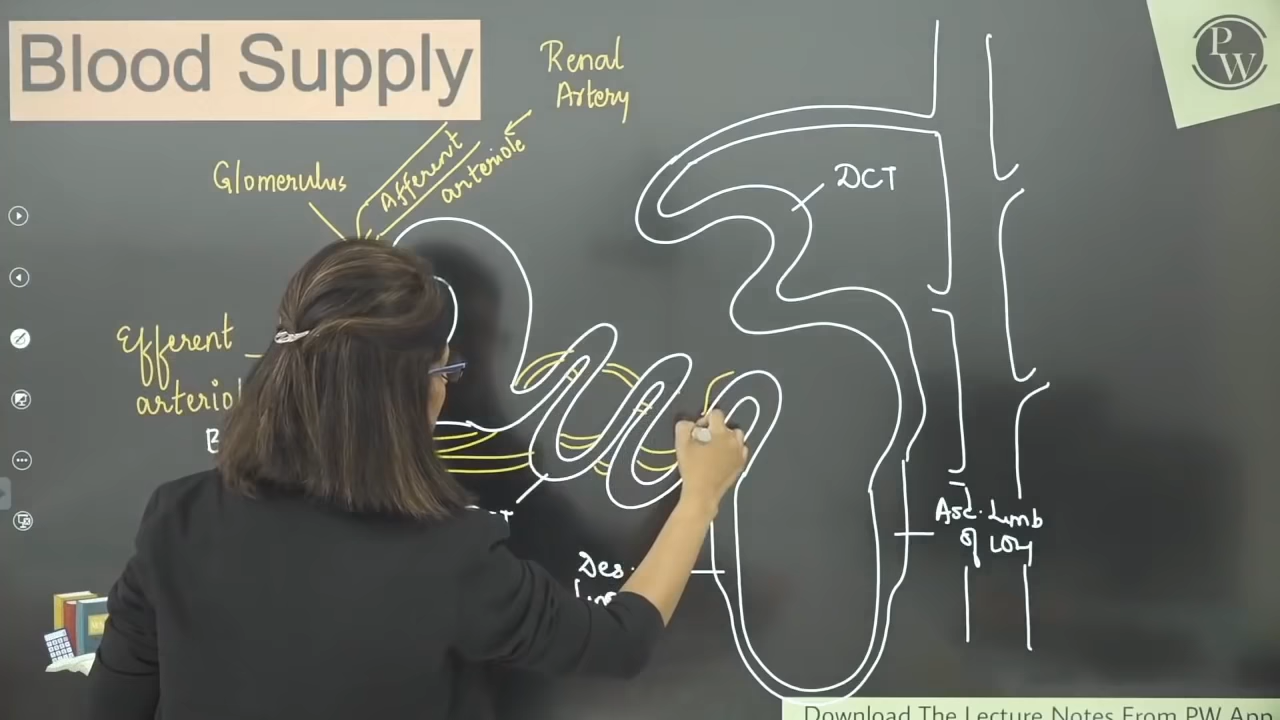 Blood Supply
Renal
Artery
Afferent
arteriole
Glomerulus
DCT
PW
Efferent
Asc. Limb
of LOH
Des.
Download The Lecture Notes From PW App